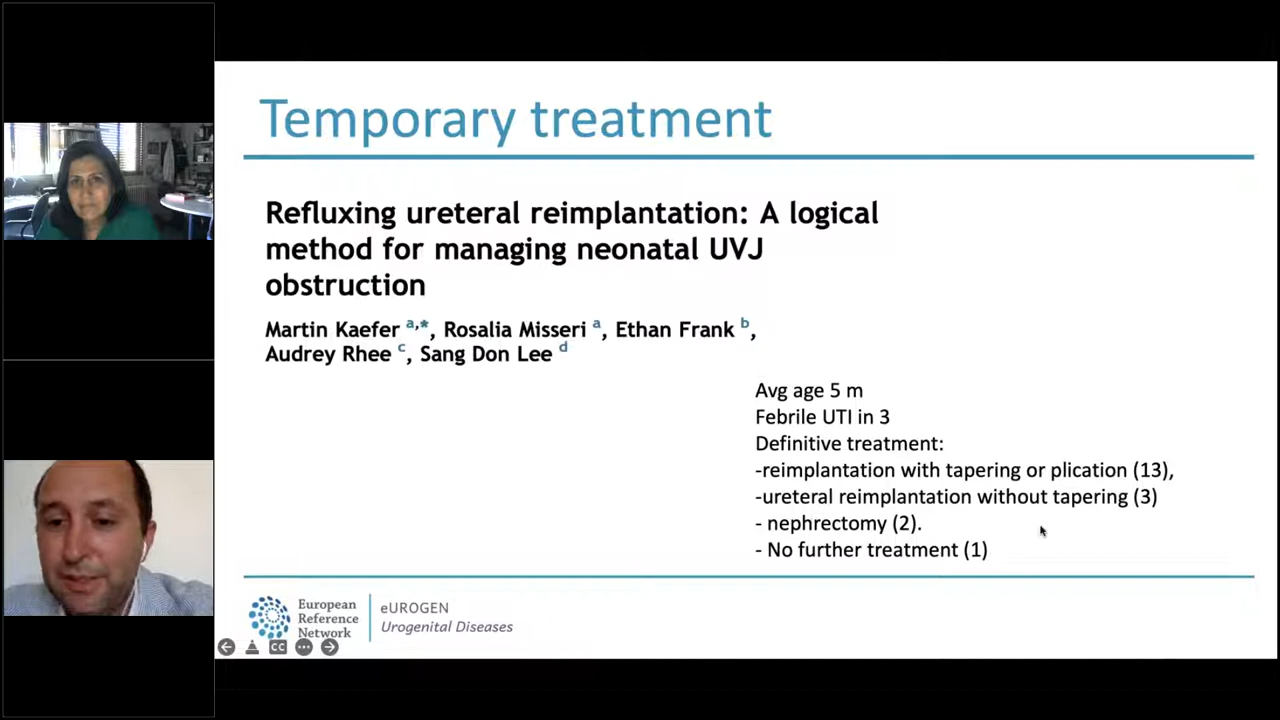 Temporary treatment
Refluxing ureteral reimplantation: A logical
method for managing neonatal UVJ
obstruction
Martin Kaefer a,*, Rosalia Misseri a, Ethan Frank b,
Audrey Rhee c, Sang Don Lee d
Avg age 5 m
Febrile UTI in 3
Definitive treatment:
-reimplantation with tapering or plication (13),
-ureteral reimplantation without tapering (3)
- nephrectomy (2).
- No further treatment (1)
European
Reference
Network
eUROGEN
Urogenital Diseases
CC